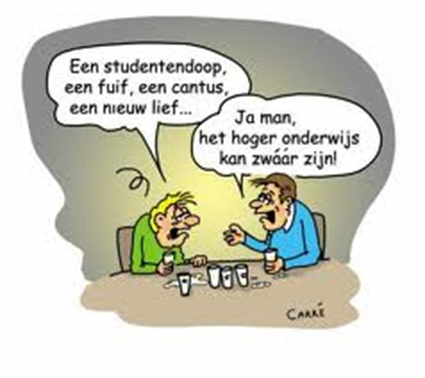 Een studentendoop,
een fuif, een cantus,
een nieuw lief...
Ja man,
het hoger onderwijs
kan zwáár zijn!
CARRÉ